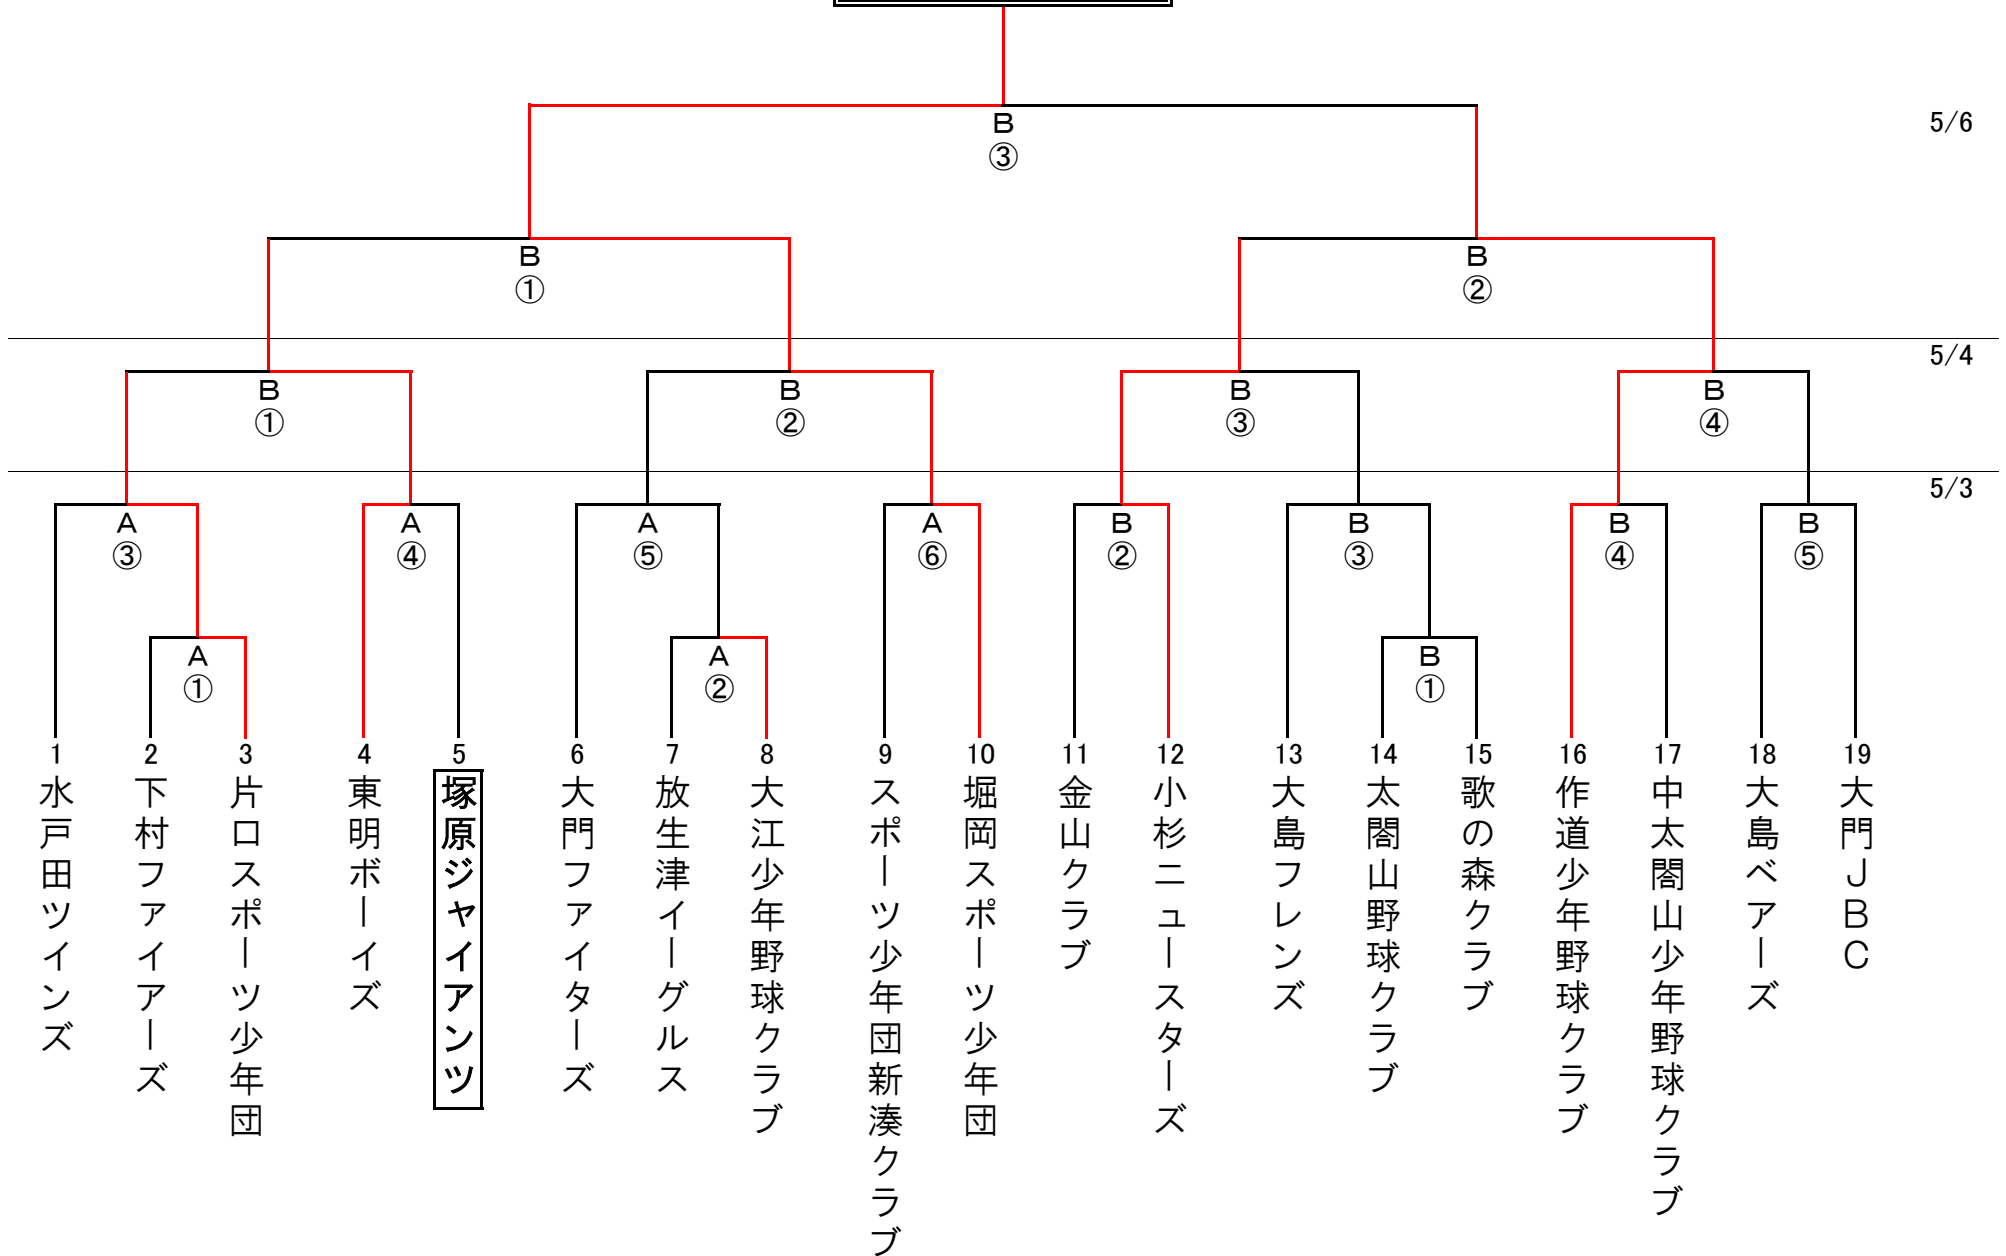 B
③
5/6
B
①
B
②
5/4
B
①
B
②
B
③
B
④
5/3
A
③
A
④
A
⑤
A
⑥
B
②
B
③
B
④
B
⑤
A
①
A
②
B
①
1
水戸田ツインズ
2
下村ファイアーズ
3
片口スポーツ少年団
4
東明ボーイズ
5
塚原ジャイアンツ
6
大門ファイターズ
7
放生津イーグルス
8
大江少年野球クラブ
9
スポーツ少年団新湊クラブ
10
堀岡スポーツ少年団
11
金山クラブ
12
小杉ニュースターズ
13
大島フレンズ
14
太閤山野球クラブ
15
歌の森クラブ
16
作道少年野球クラブ
17
中太閤山少年野球クラブ
18
大島ベアーズ
19
大門JBC